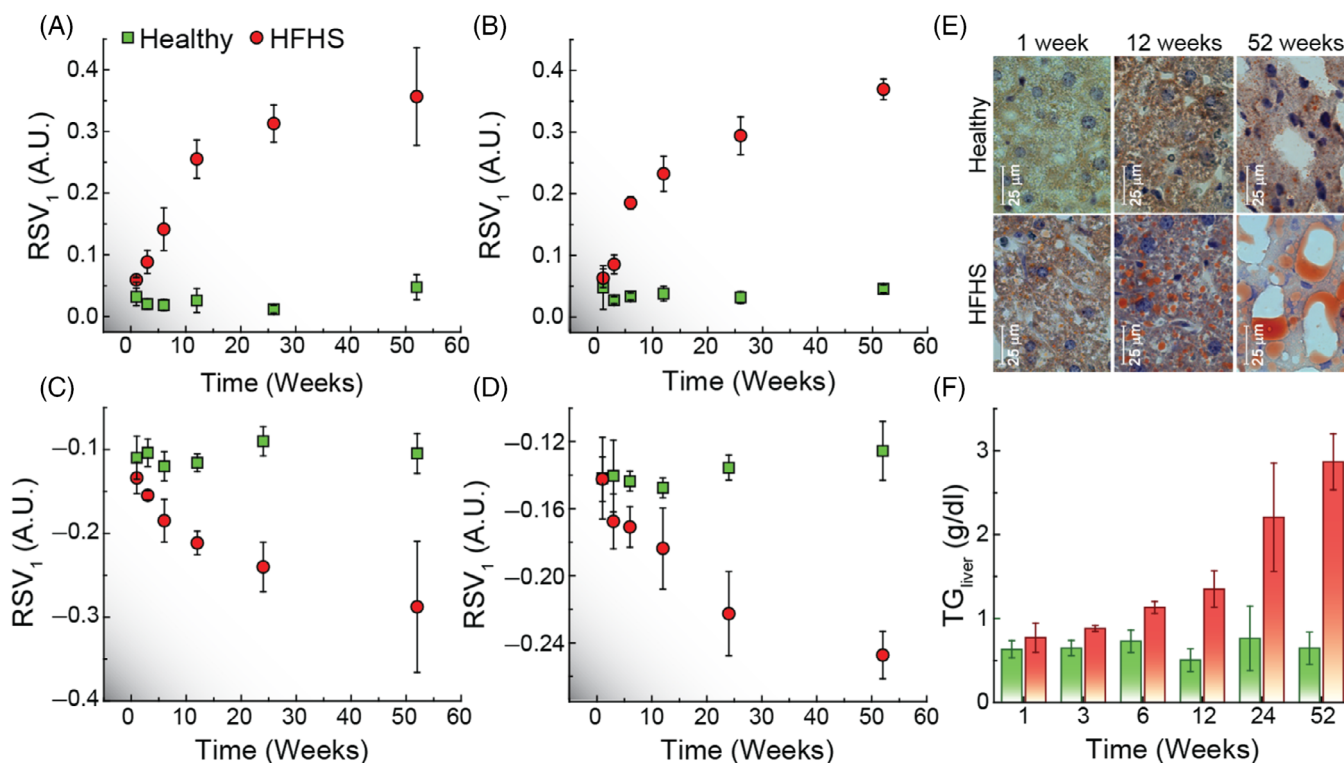 (A)
Healthy HFHS
RSV₁ (A.U.)
0.4
0.3
0.2
0.1
0.0
0 10 20 30 40 50 60
Time (Weeks)
(B)
RSV₁ (A.U.)
0.4
0.3
0.2
0.1
0.0
0 10 20 30 40 50 60
Time (Weeks)
(C)
RSV₁ (A.U.)
–0.1
–0.2
–0.3
–0.4
0 10 20 30 40 50 60
Time (Weeks)
(D)
RSV₁ (A.U.)
–0.12
–0.16
–0.20
–0.24
0 10 20 30 40 50 60
Time (Weeks)
(E)
1 week 12 weeks 52 weeks
Healthy
25 µm 25 µm 25 µm
HFHS
25 µm 25 µm 25 µm
(F)
TGliver (g/dl)
3
2
1
0
1 3 6 12 24 52
Time (Weeks)